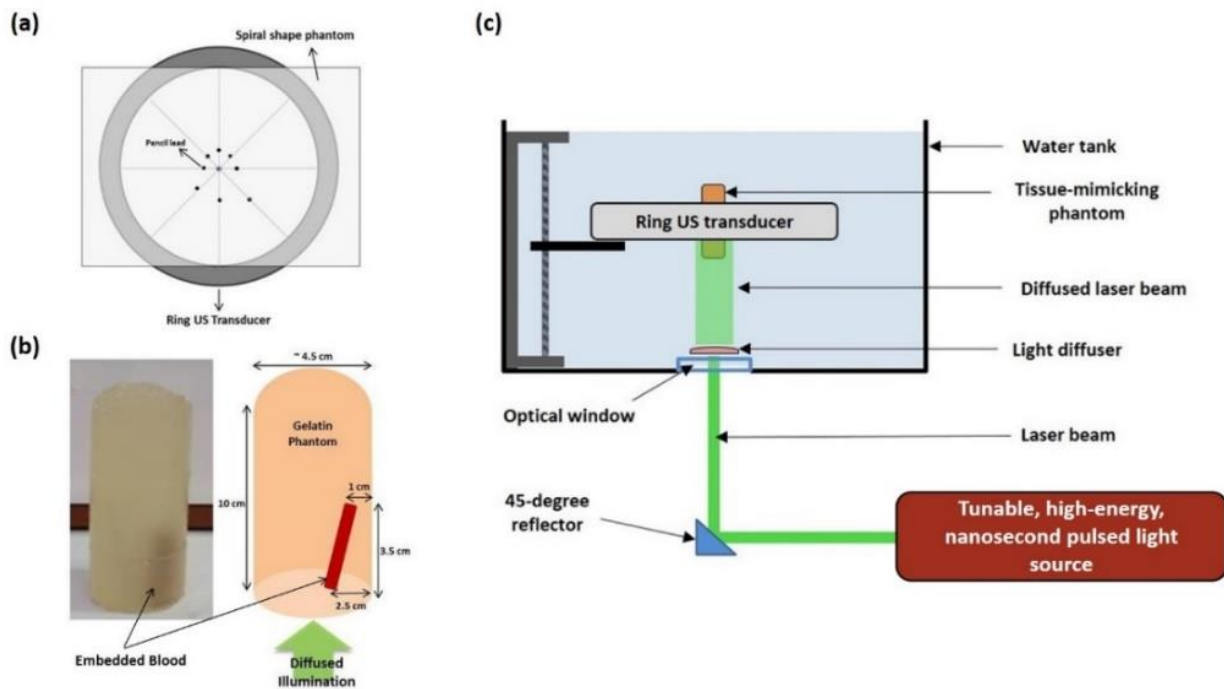 (a)
Spiral shape phantom
Pencil lead
Ring US Transducer
(b)
~ 4.5 cm
Gelatin
Phantom
1 cm
10 cm
3.5 cm
2.5 cm
Embedded Blood
Diffused
Illumination
(c)
Water tank
Tissue-mimicking
phantom
Ring US transducer
Diffused laser beam
Light diffuser
Optical window
Laser beam
45-degree
reflector
Tunable, high-energy,
nanosecond pulsed light
source